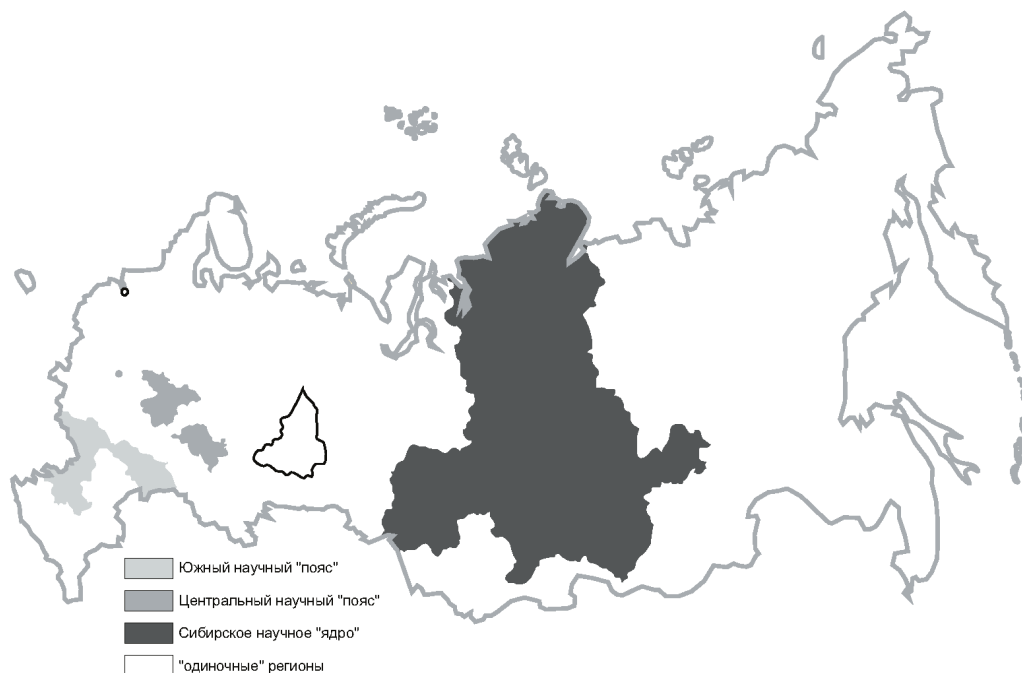 Южный научный "пояс"
Центральный научный "пояс"
Сибирское научное "ядро"
"одиночные" регионы